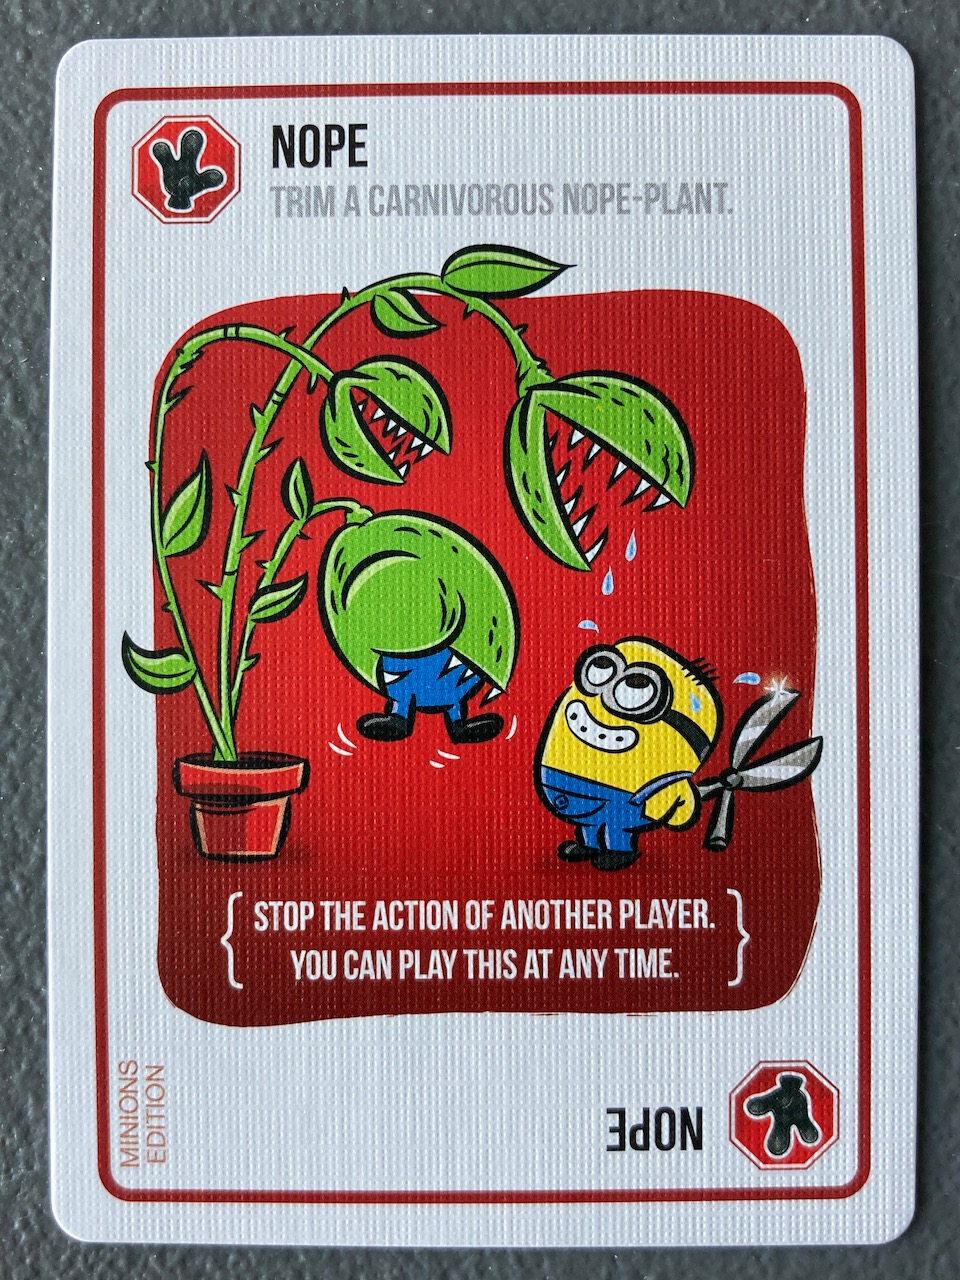 NOPE
TRIM A CARNIVOROUS NOPE-PLANT.
{ STOP THE ACTION OF ANOTHER PLAYER.
YOU CAN PLAY THIS AT ANY TIME. }
MINIONS
EDITION
NOPE